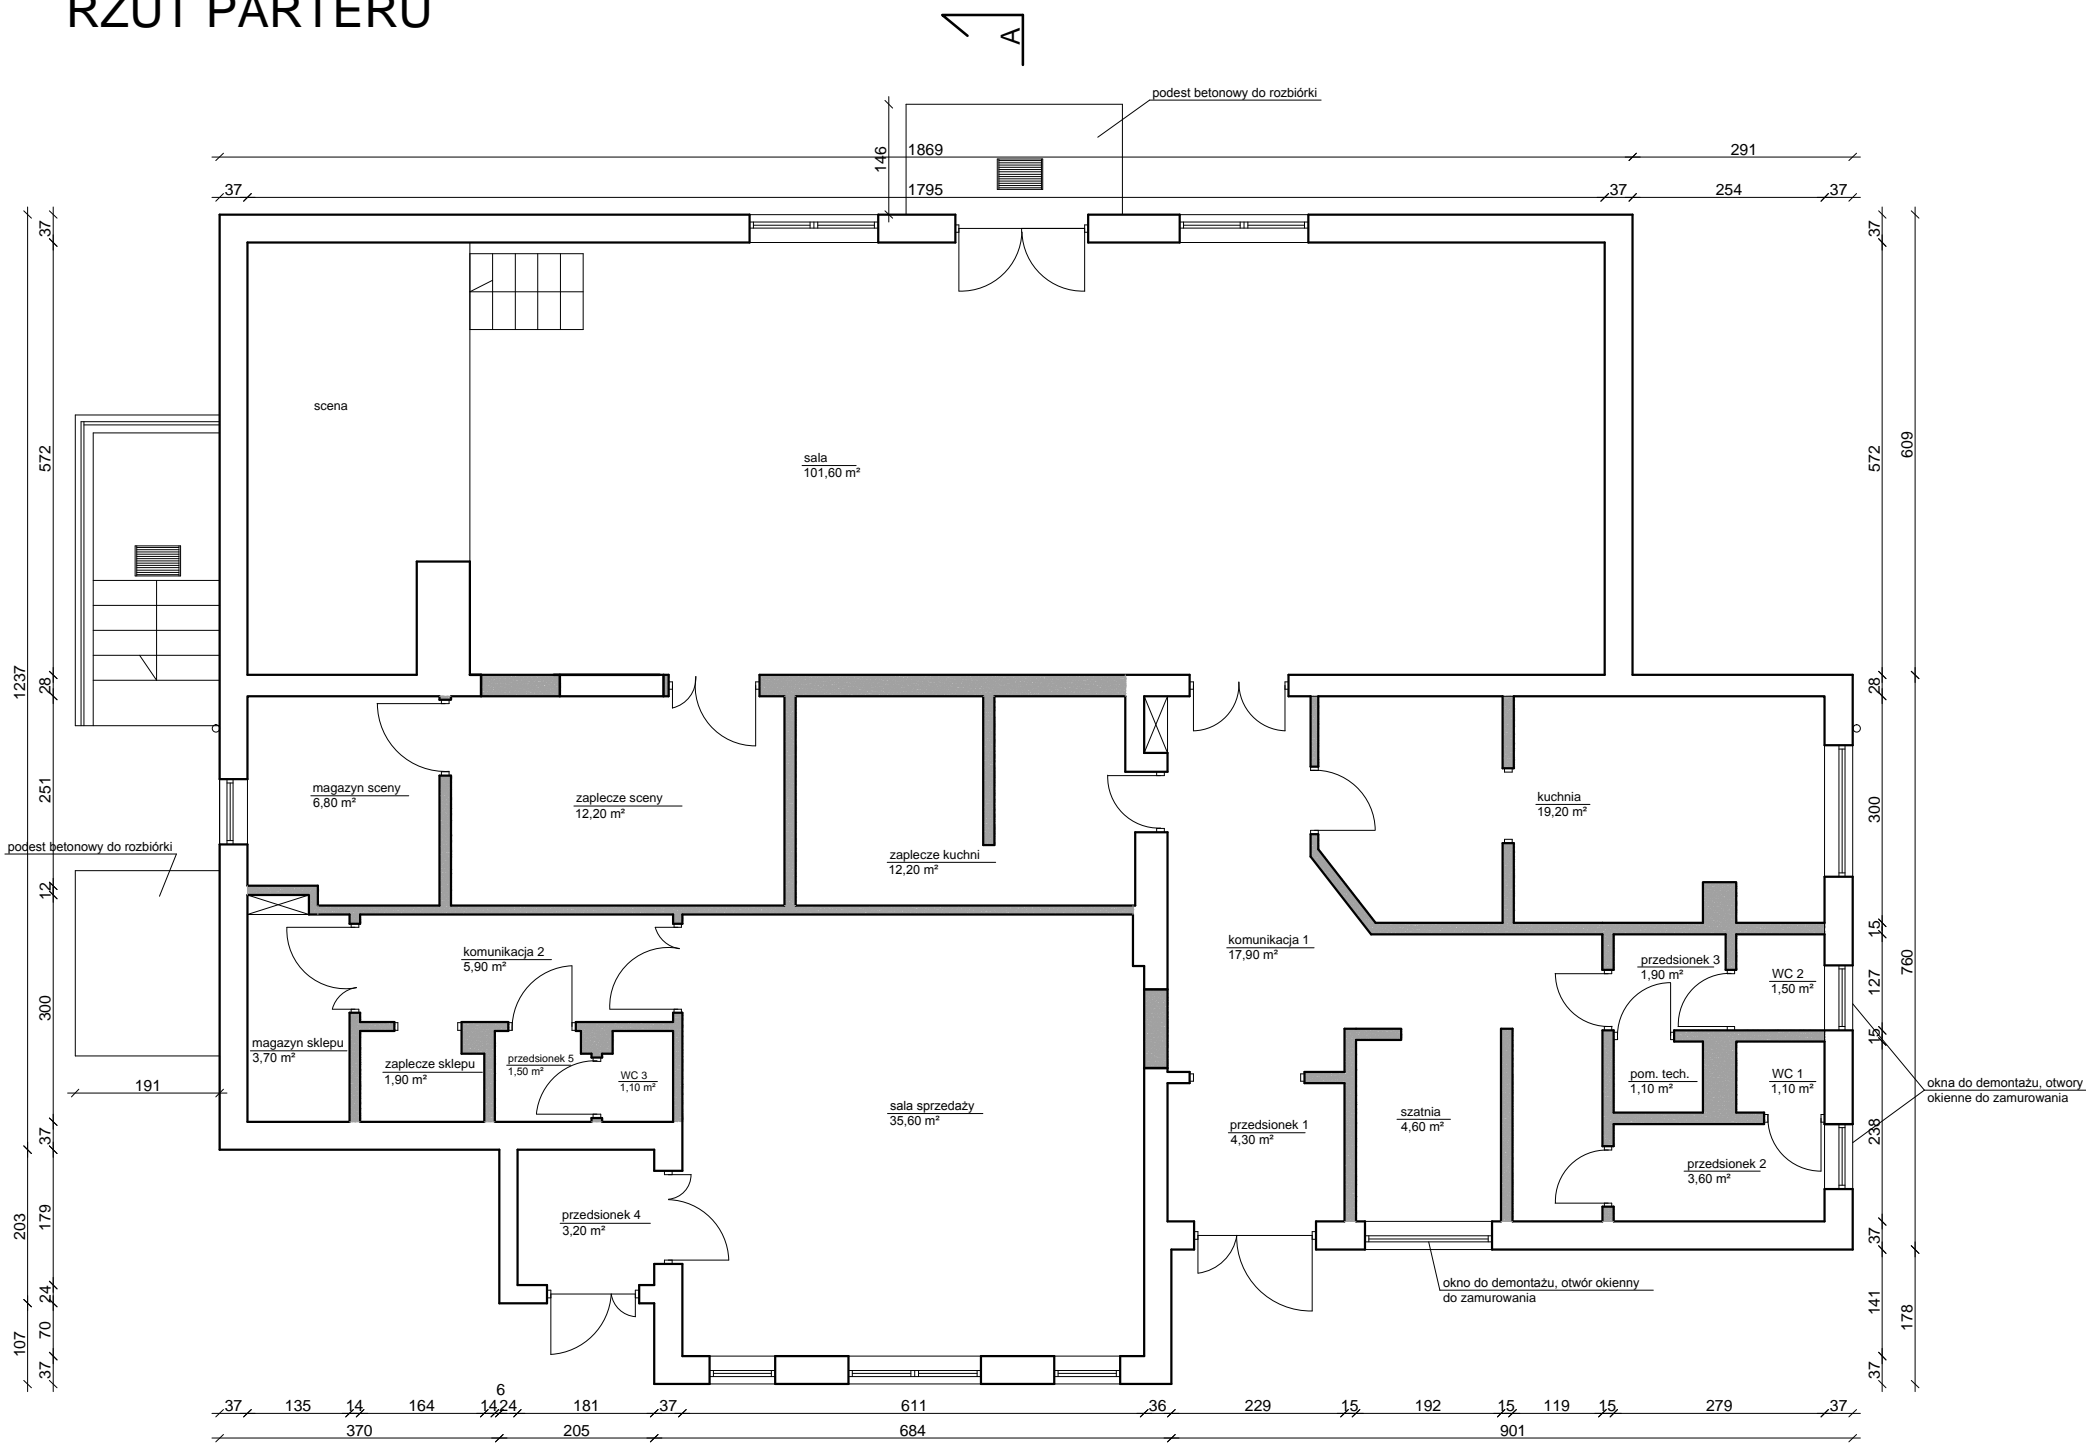 RZUT PARTERU
A
podest betonowy do rozbiórki
146
1869
291
37
1795
37
254
37
37
572
28
251
12
300
37
179
24
70
37
1237
203
107
37
572
28
300
15
127
15
238
37
141
37
609
760
178
scena
sala
101,60 m²
magazyn sceny
6,80 m²
zaplecze sceny
12,20 m²
kuchnia
19,20 m²
podest betonowy do rozbiórki
zaplecze kuchni
12,20 m²
komunikacja 2
5,90 m²
komunikacja 1
17,90 m²
przedsionek 3
1,90 m²
WC 2
1,50 m²
magazyn sklepu
3,70 m²
zaplecze sklepu
1,90 m²
przedsionek 5
1,50 m²
WC 3
1,10 m²
pom. tech.
1,10 m²
WC 1
1,10 m²
okna do demontażu, otwory
okienne do zamurowania
191
sala sprzedaży
35,60 m²
przedsionek 1
4,30 m²
szatnia
4,60 m²
przedsionek 2
3,60 m²
przedsionek 4
3,20 m²
okno do demontażu, otwór okienny
do zamurowania
37
135
14
164
14
6
24
181
37
611
36
229
15
192
15
119
15
279
37
370
205
684
901